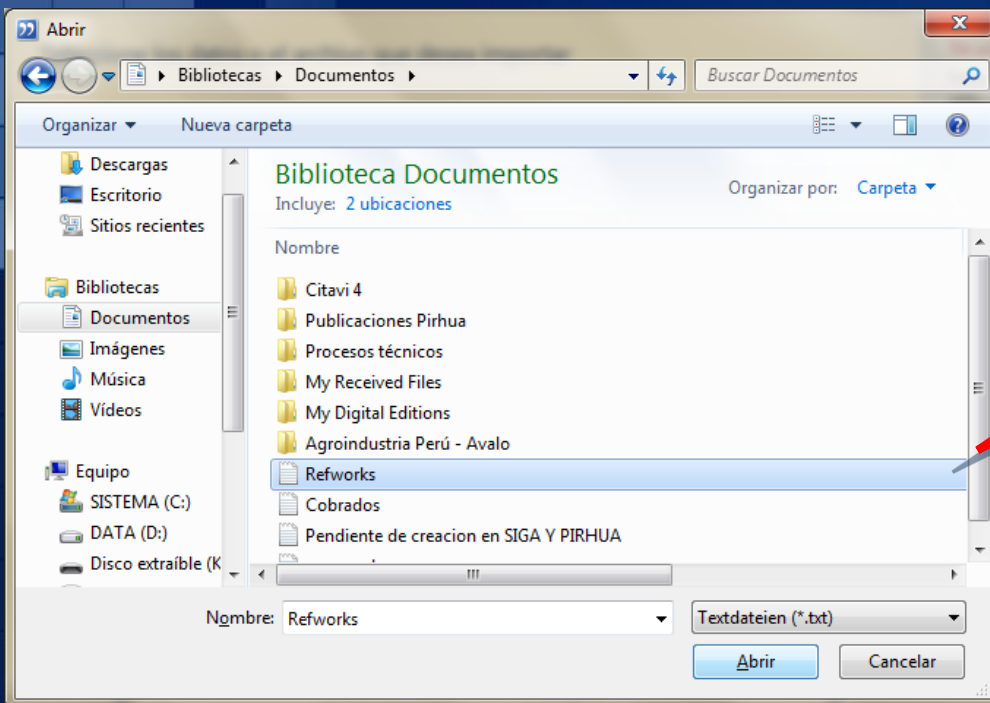 Abrir
Bibliotecas Documentos
Buscar Documentos
Organizar Nueva carpeta
Descargas
Escritorio
Sitios recientes
Bibliotecas
Documentos
Imágenes
Música
Vídeos
Equipo
SISTEMA (C:)
DATA (D:)
Disco extraíble (K
Biblioteca Documentos
Incluye: 2 ubicaciones
Organizar por: Carpeta
Nombre
Citavi 4
Publicaciones Pirhua
Procesos técnicos
My Received Files
My Digital Editions
Agroindustria Perú - Avalo
Refworks
Cobrados
Pendiente de creacion en SIGA Y PIRHUA
Nombre: Refworks
Textdateien (*.txt)
Abrir Cancelar